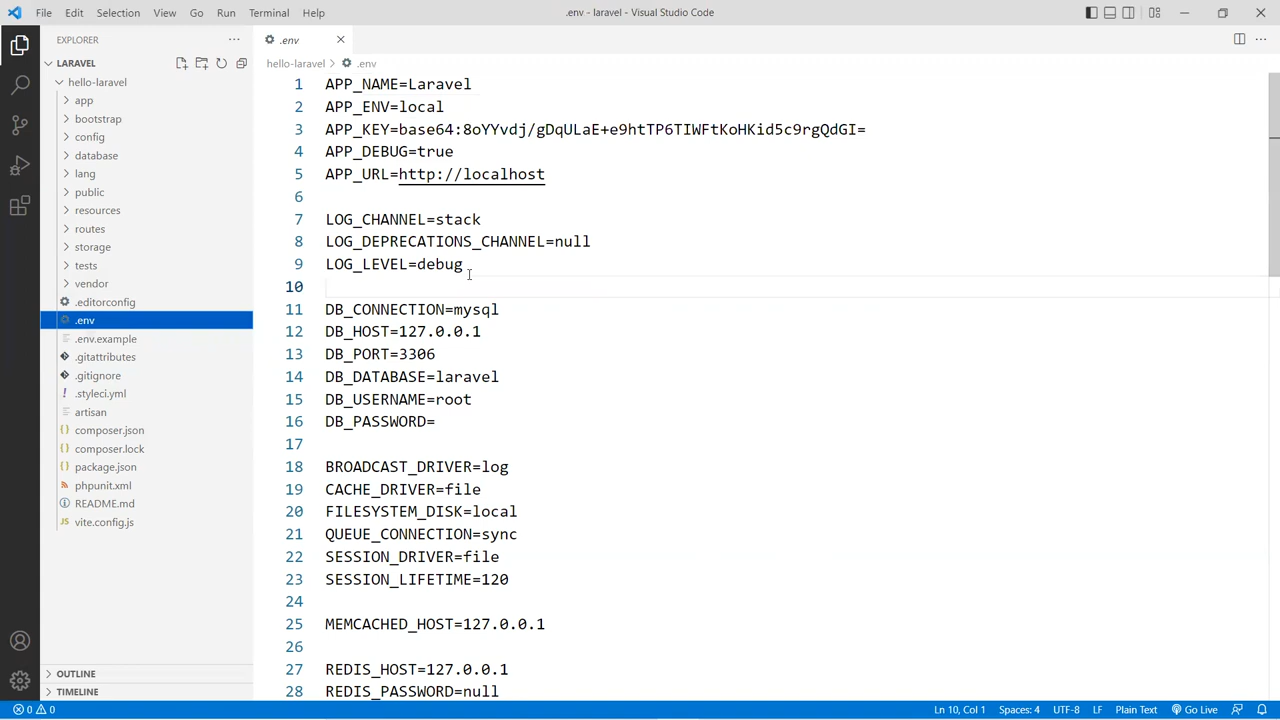 File Edit Selection View Go Run Terminal Help
.env - laravel - Visual Studio Code
EXPLORER
LARAVEL
hello-laravel
app
bootstrap
config
database
lang
public
resources
routes
storage
tests
vendor
.editorconfig
.env
.env.example
.gitattributes
.gitignore
.styleci.yml
artisan
composer.json
composer.lock
package.json
phpunit.xml
README.md
vite.config.js
OUTLINE
TIMELINE
.env
hello-laravel > .env
1 APP_NAME=Laravel
2 APP_ENV=local
3 APP_KEY=base64:8oYYvdj/gDqULaE+e9htTP6TIWFtKoHKid5c9rgQdGI=
4 APP_DEBUG=true
5 APP_URL=http://localhost
6
7 LOG_CHANNEL=stack
8 LOG_DEPRECATIONS_CHANNEL=null
9 LOG_LEVEL=debug
10
11 DB_CONNECTION=mysql
12 DB_HOST=127.0.0.1
13 DB_PORT=3306
14 DB_DATABASE=laravel
15 DB_USERNAME=root
16 DB_PASSWORD=
17
18 BROADCAST_DRIVER=log
19 CACHE_DRIVER=file
20 FILESYSTEM_DISK=local
21 QUEUE_CONNECTION=sync
22 SESSION_DRIVER=file
23 SESSION_LIFETIME=120
24
25 MEMCACHED_HOST=127.0.0.1
26
27 REDIS_HOST=127.0.0.1
28 REDIS_PASSWORD=null
0 0 Ln 10, Col 1 Spaces: 4 UTF-8 LF Plain Text Go Live